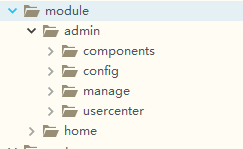 module
admin
components
config
manage
usercenter
home